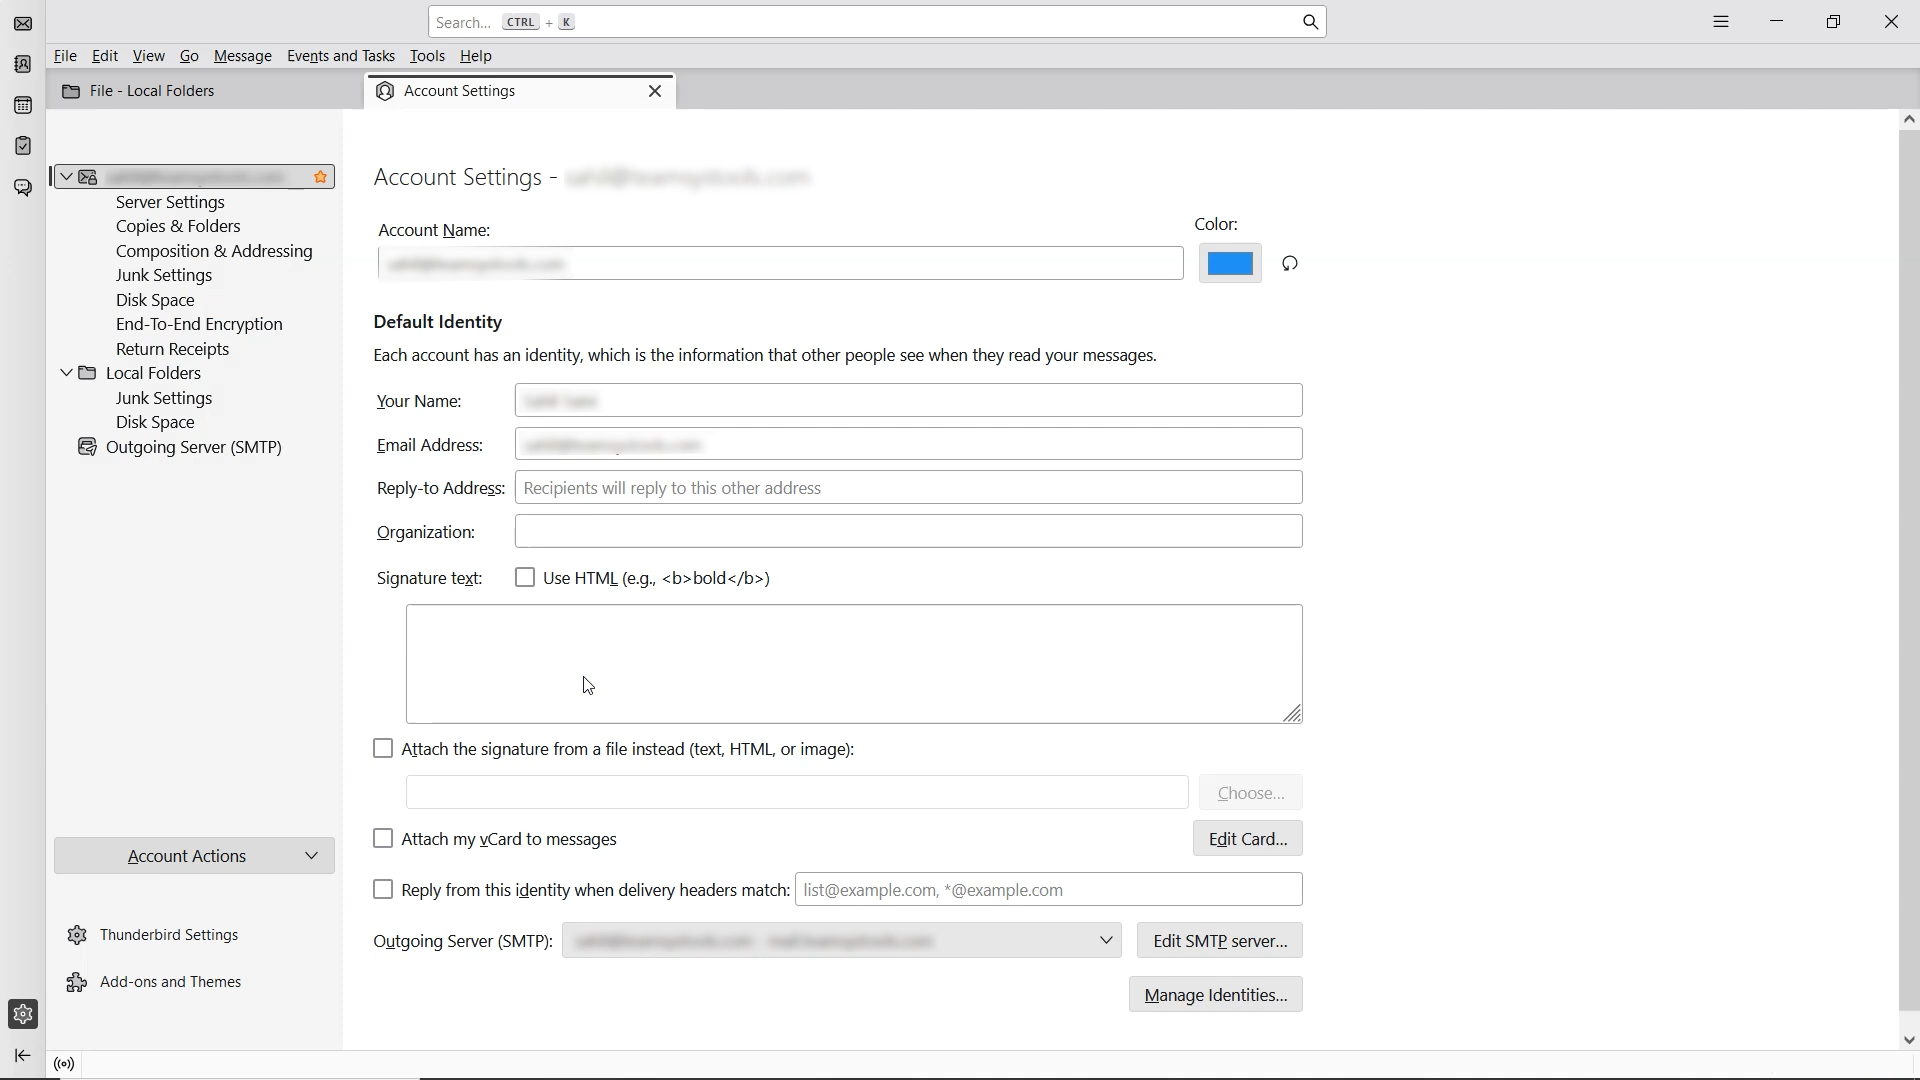 Search... CTRL + K
File Edit View Go Message Events and Tasks Tools Help
File - Local Folders
Account Settings
Server Settings
Copies & Folders
Composition & Addressing
Junk Settings
Disk Space
End-To-End Encryption
Return Receipts
Local Folders
Junk Settings
Disk Space
Outgoing Server (SMTP)
Account Actions
Thunderbird Settings
Add-ons and Themes
Account Settings -
Account Name:
Color:
Default Identity
Each account has an identity, which is the information that other people see when they read your messages.
Your Name:
Email Address:
Reply-to Address: Recipients will reply to this other address
Organization:
Signature text: Use HTML (e.g., <b>bold</b>)
Attach the signature from a file instead (text, HTML, or image):
Choose...
Attach my vCard to messages
Edit Card...
Reply from this identity when delivery headers match: list@example.com, *@example.com
Outgoing Server (SMTP):
Edit SMTP server...
Manage Identities...